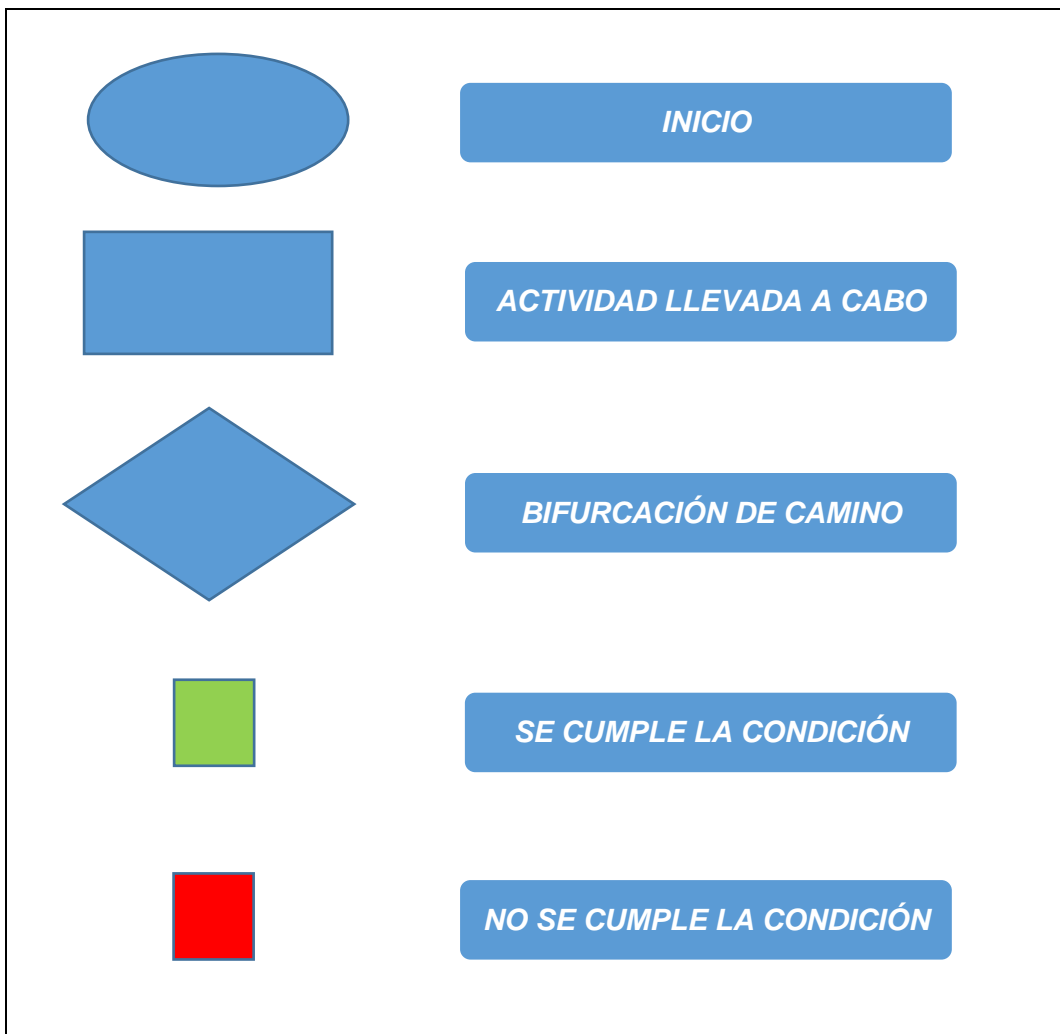 INICIO
ACTIVIDAD LLEVADA A CABO
BIFURCACIÓN DE CAMINO
SE CUMPLE LA CONDICIÓN
NO SE CUMPLE LA CONDICIÓN